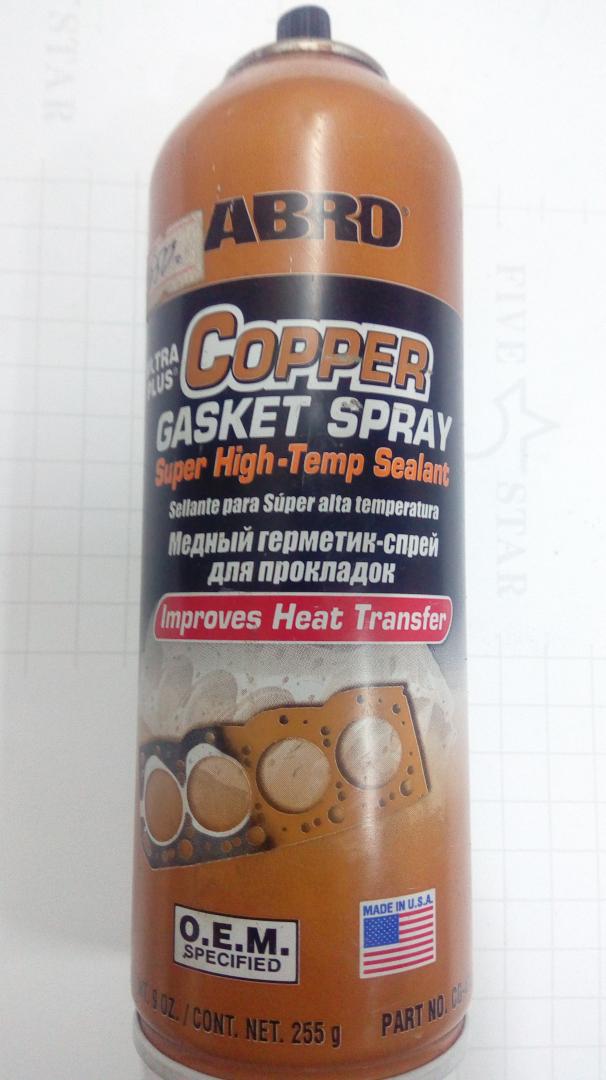 ABRO
COPPER
PLUS
GASKET SPRAY
Super High-Temp Sealant
Sellante para Súper alta temperatura
Медный герметик-спрей
для прокладок
Improves Heat Transfer
MADE IN U.S.A.
O.E.M.
SPECIFIED
9 OZ. / CONT. NET. 255 g
PART NO.
STAR
FIVE STAR